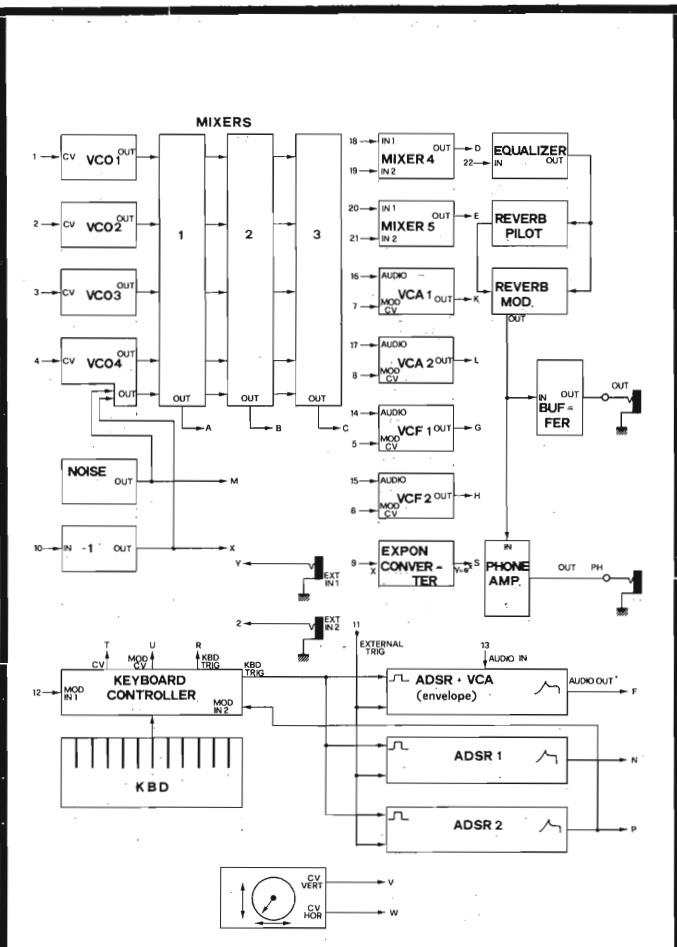 MIXERS
1
CV
VCO1
OUT
2
CV
VCO2
OUT
3
CV
VCO3
OUT
4
CV
VCO4
OUT
OUT
1
OUT
A
2
OUT
B
3
OUT
C
NOISE
OUT
M
10
IN
-1
OUT
X
18
IN 1
OUT
D
MIXER 4
19
IN 2
20
IN 1
OUT
E
MIXER 5
21
IN 2
16
AUDIO
VCA 1
OUT
K
7
MOD
CV
17
AUDIO
VCA 2
OUT
L
8
MOD
CV
14
AUDIO
VCF 1
OUT
G
5
MOD
CV
15
AUDIO
VCF 2
OUT
H
6
MOD
CV
9
X
EXPON
CONVER-
TER
S
EQUALIZER
22
IN
OUT
REVERB
PILOT
REVERB
MOD.
OUT
IN
OUT
BUF=
FER
OUT
IN
PHONE
AMP.
OUT PH
Y
EXT
IN 1
2
EXT
IN 2
11
EXTERNAL
TRIG
13
AUDIO IN
T
CV
U
MOD
CV
R
KBD
TRIG
KBD
TRIG
12
MOD
IN 1
KEYBOARD
CONTROLLER
MOD
IN 2
KBD
ADSR + VCA
(envelope)
AUDIO OUT
F
ADSR 1
N
ADSR 2
P
CV
VERT
V
CV
HOR
W